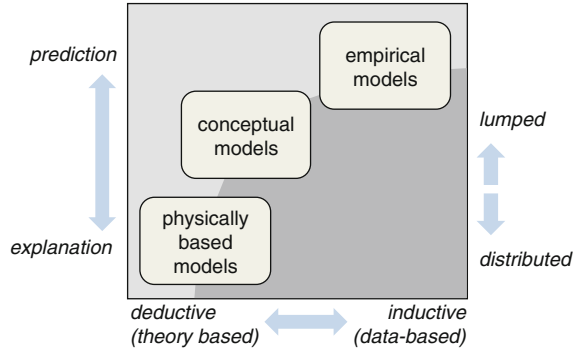 prediction
empirical
models
conceptual
models
lumped
physically
based
models
explanation
distributed
deductive
(theory based)
inductive
(data-based)